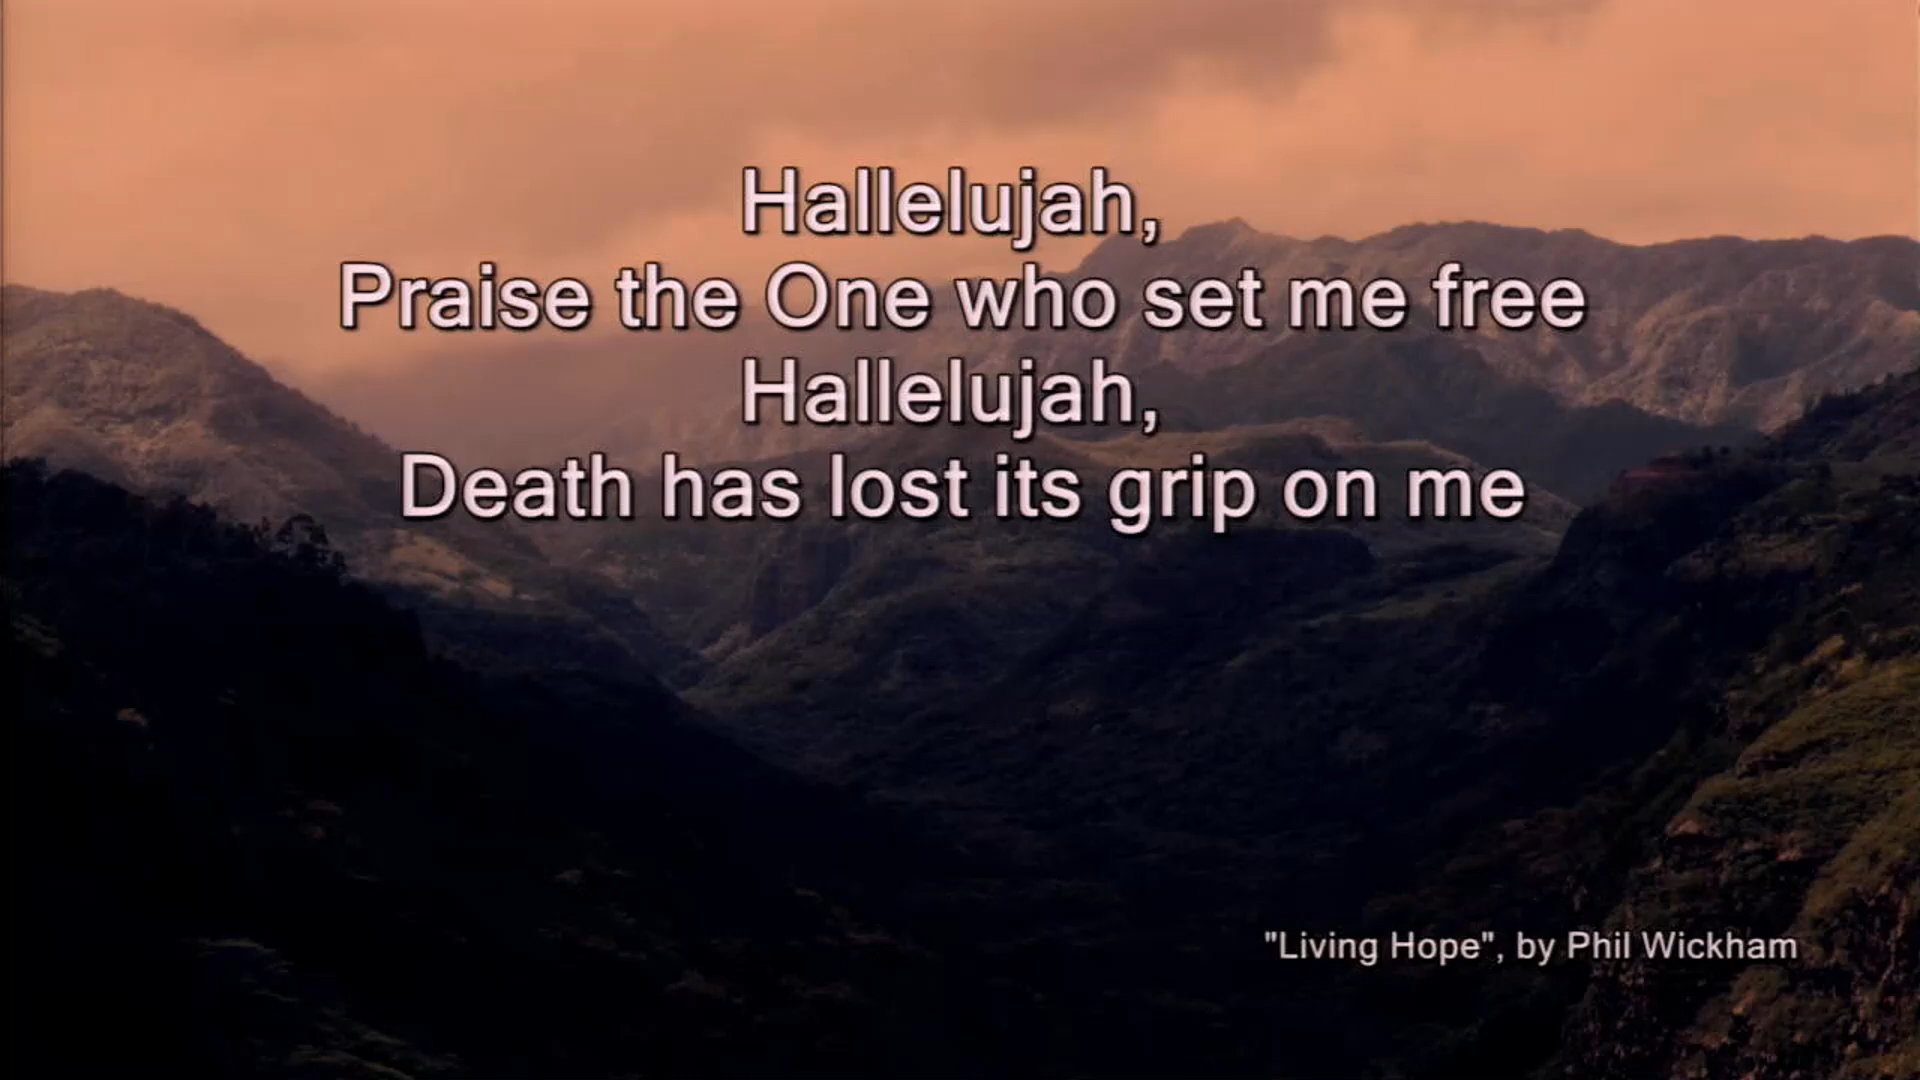 Hallelujah,
Praise the One who set me free
Hallelujah,
Death has lost its grip on me
"Living Hope", by Phil Wickham